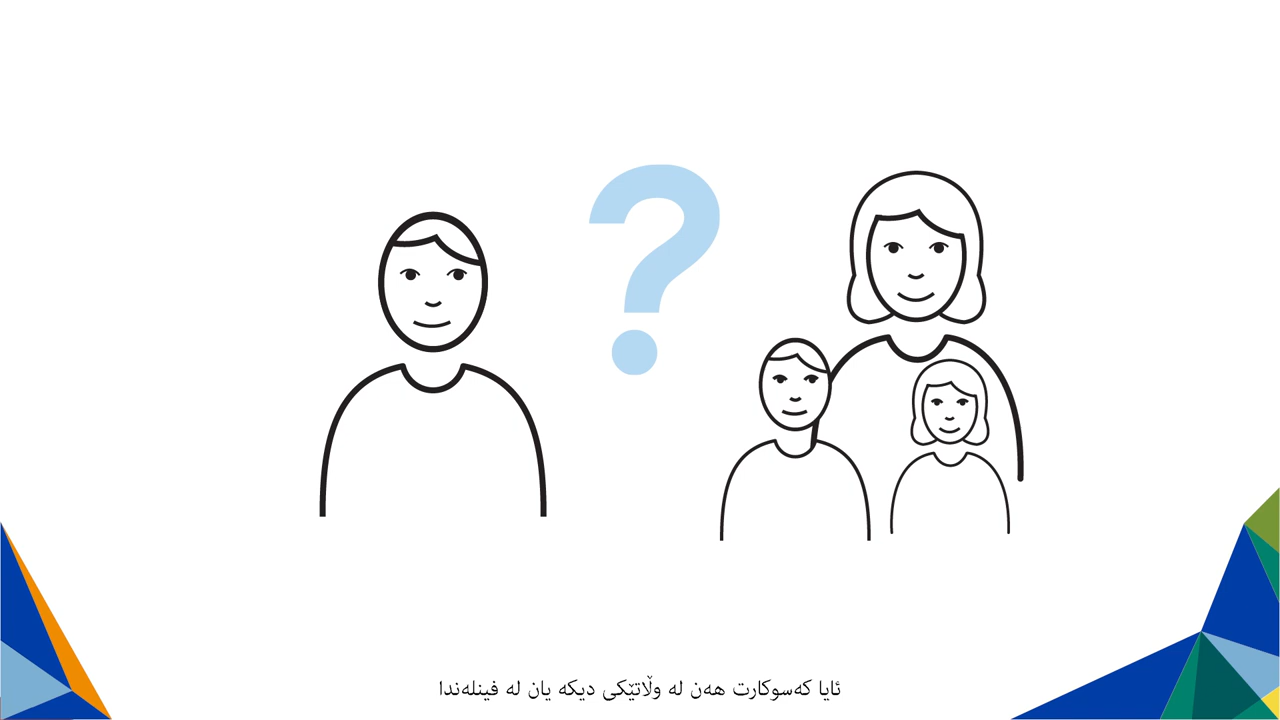 ئایا کەسوکارت هەن لە وڵاتێکی دیکە یان لە فینلەندا
?